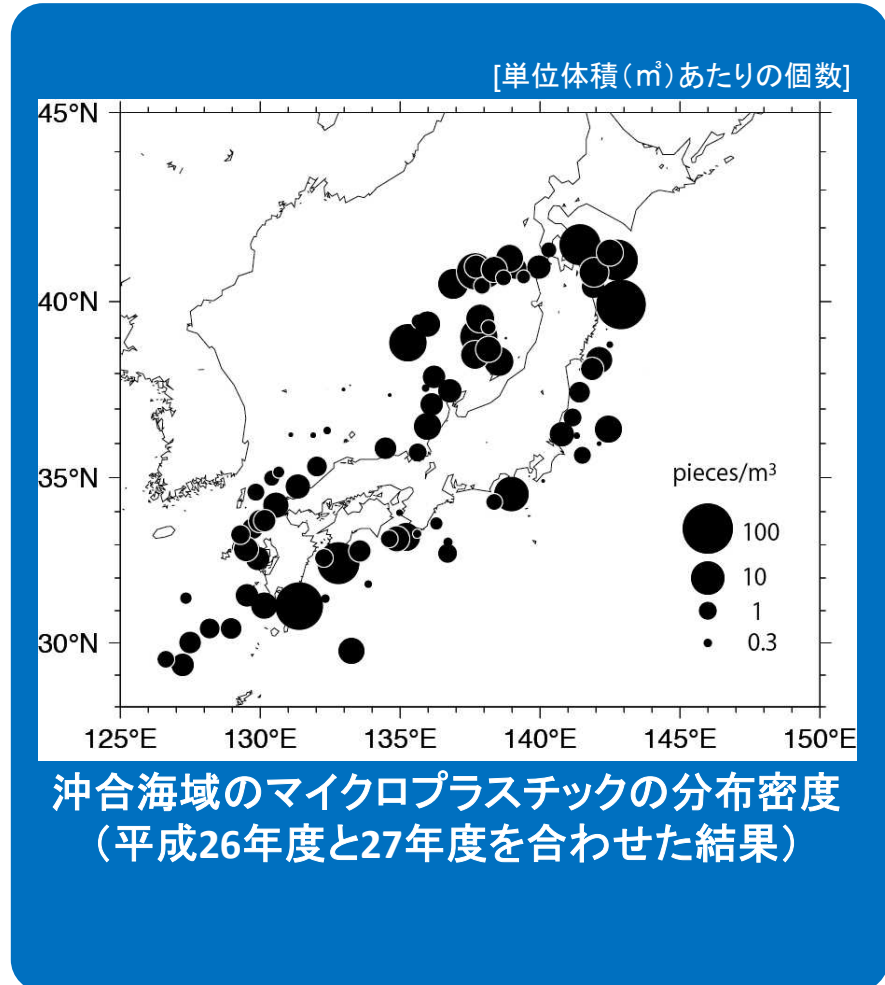 [単位体積(㎥)あたりの個数]
45°N
40°N
35°N
30°N
pieces/m³
100
10
1
0.3
125°E 130°E 135°E 140°E 145°E 150°E
沖合海域のマイクロプラスチックの分布密度
(平成26年度と27年度を合わせた結果)